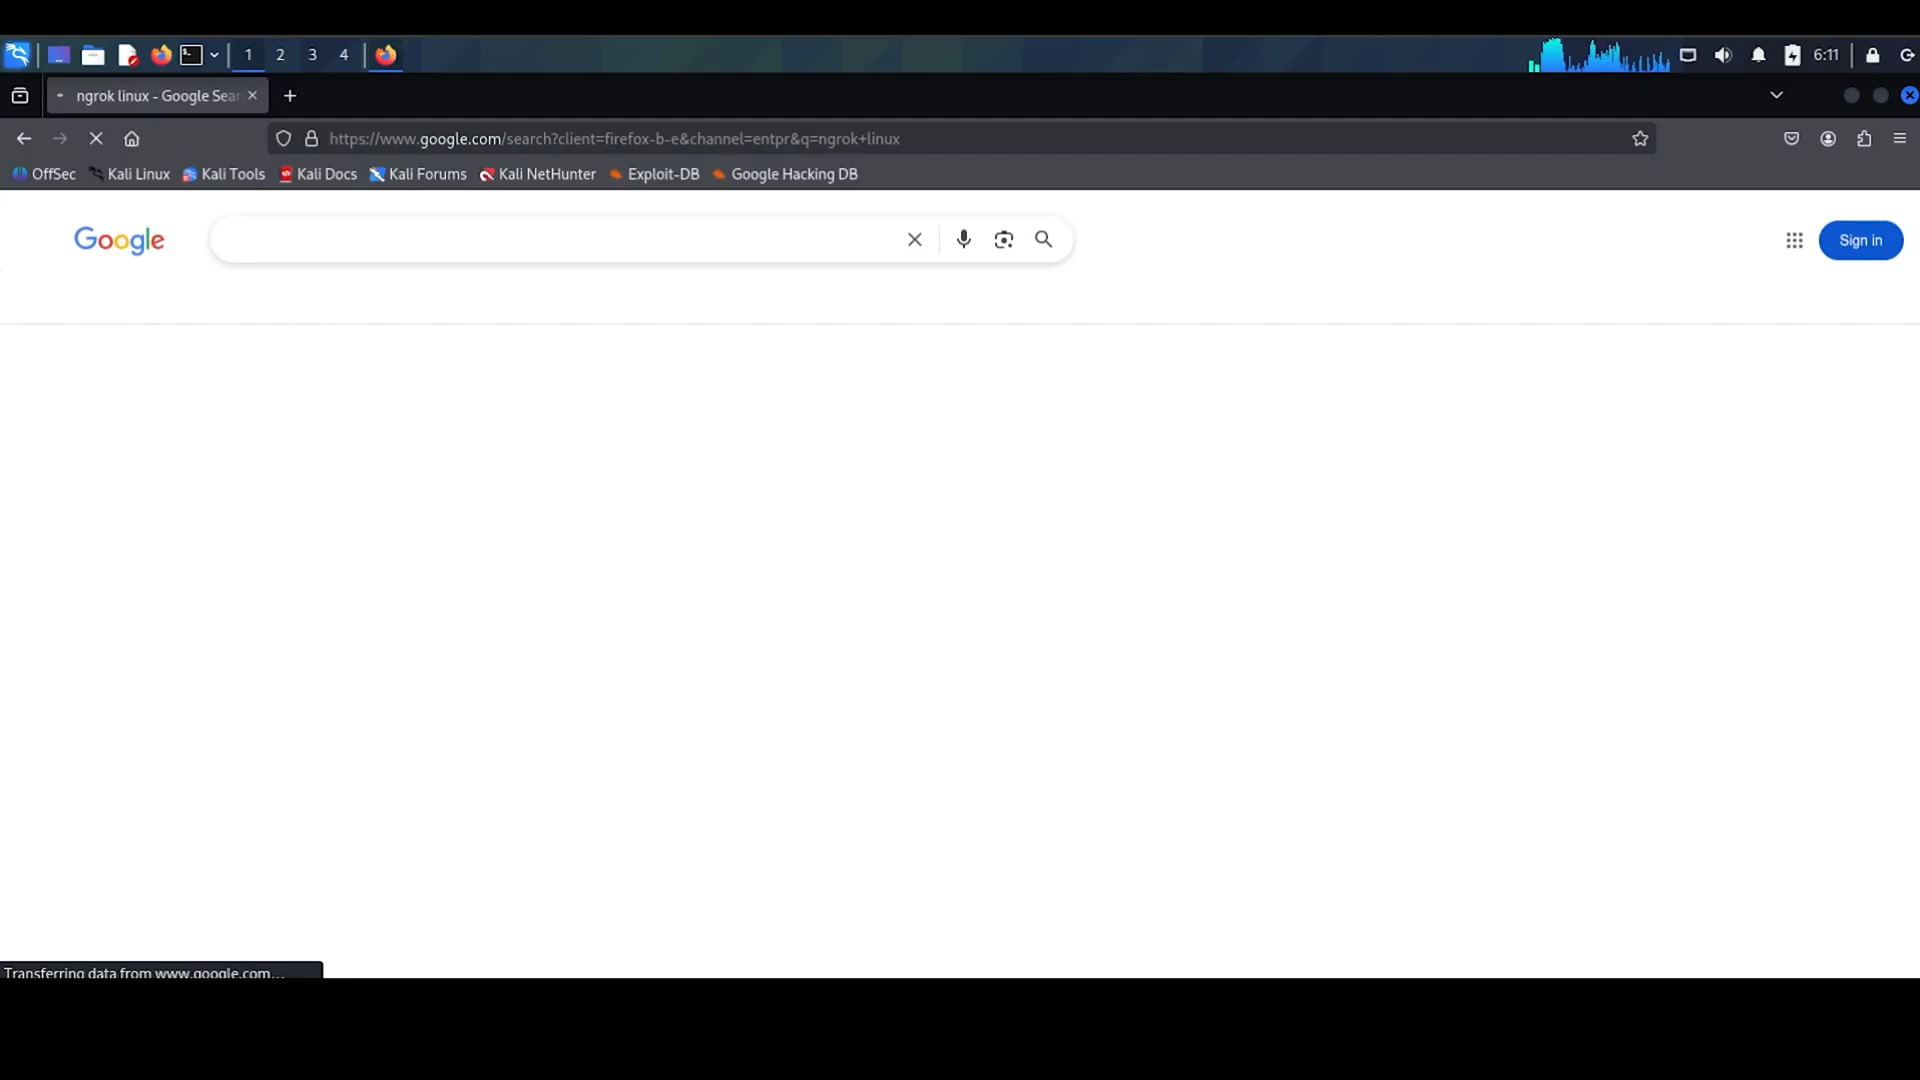 1 2 3 4 6:11
ngrok linux - Google Sear
https://www.google.com/search?client=firefox-b-e&channel=entpr&q=ngrok+linux
OffSec Kali Linux Kali Tools Kali Docs Kali Forums Kali NetHunter Exploit-DB Google Hacking DB
Google Sign in
Transferring data from www.google.com...